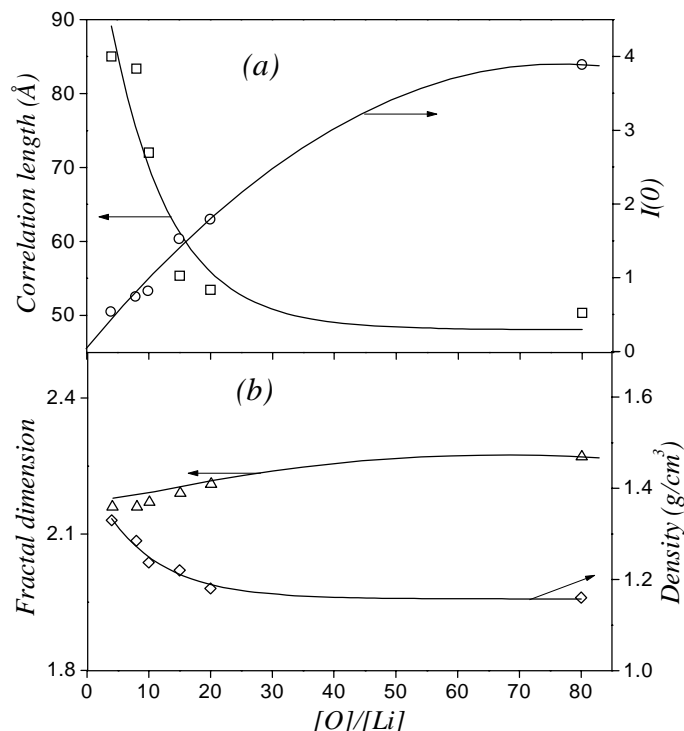 (a)
Correlation length (Å)
90
80
70
60
50
I(0)
4
3
2
1
0
(b)
Fractal dimension
2.4
2.1
1.8
Density (g/cm³)
1.6
1.4
1.2
1.0
0 10 20 30 40 50 60 70 80
[O]/[Li]